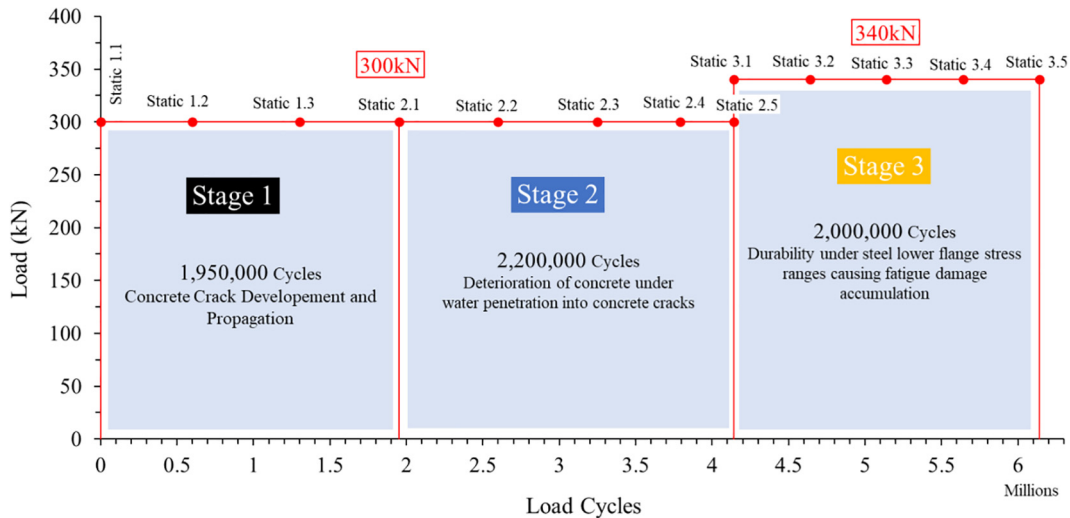 400
350
300
250
200
150
100
50
0
Load (kN)
Static 1.1
Static 1.2
Static 1.3
300kN
Static 2.1
Static 2.2
Static 2.3
Static 2.4
Static 2.5
340kN
Static 3.1
Static 3.2
Static 3.3
Static 3.4
Static 3.5
Stage 1
1,950,000 Cycles
Concrete Crack Developement and
Propagation
Stage 2
2,200,000 Cycles
Deterioration of concrete under
water penetration into concrete cracks
Stage 3
2,000,000 Cycles
Durability under steel lower flange stress
ranges causing fatigue damage
accumulation
0 0.5 1 1.5 2 2.5 3 3.5 4 4.5 5 5.5 6
Millions
Load Cycles